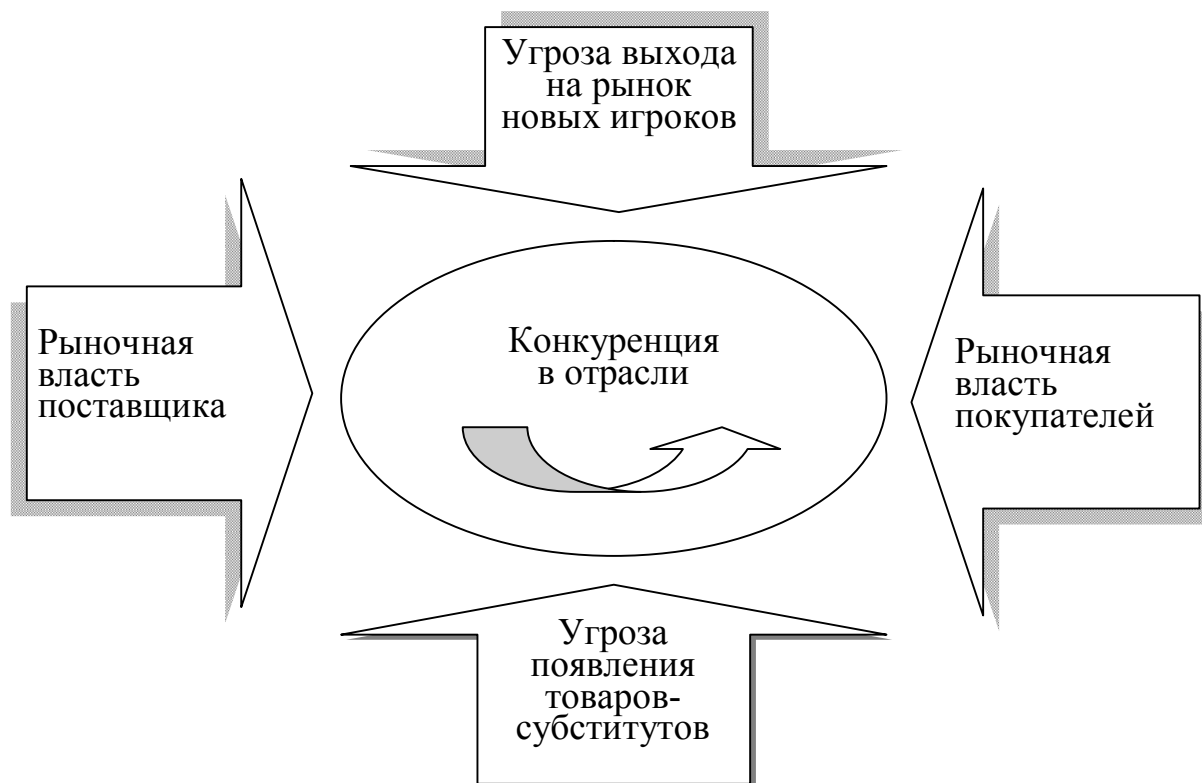 Угроза выхода
на рынок
новых игроков
Рыночная
власть
поставщика
Конкуренция
в отрасли
Рыночная
власть
покупателей
Угроза
появления
товаров-
субститутов